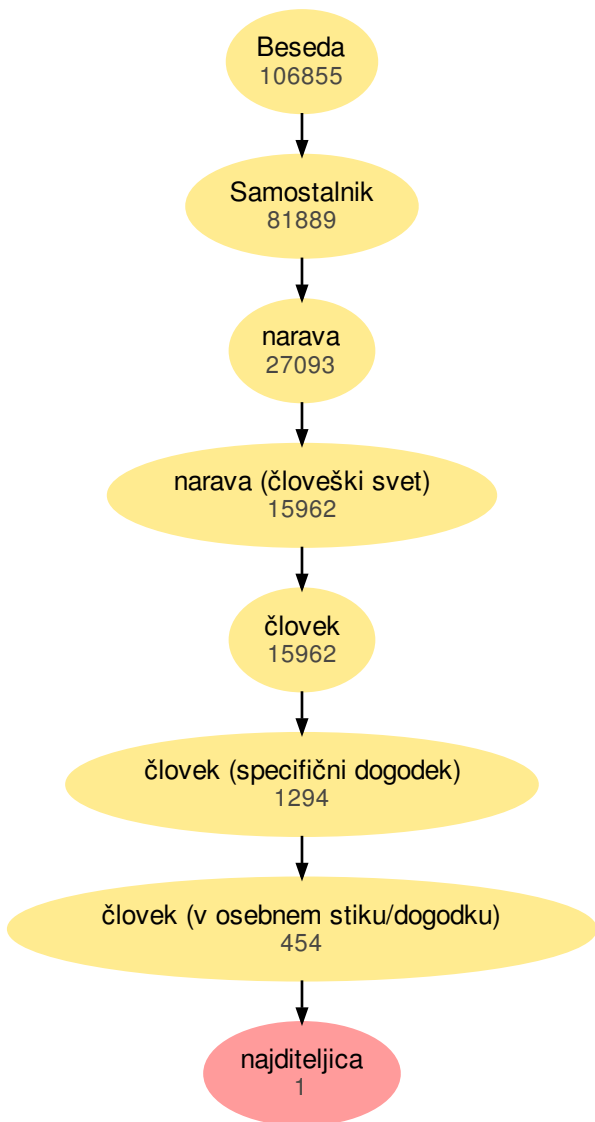 Beseda
106855
Samostalnik
81889
narava
27093
narava (človeški svet)
15962
človek
15962
človek (specifični dogodek)
1294
človek (v osebnem stiku/dogodku)
454
najditeljica
1